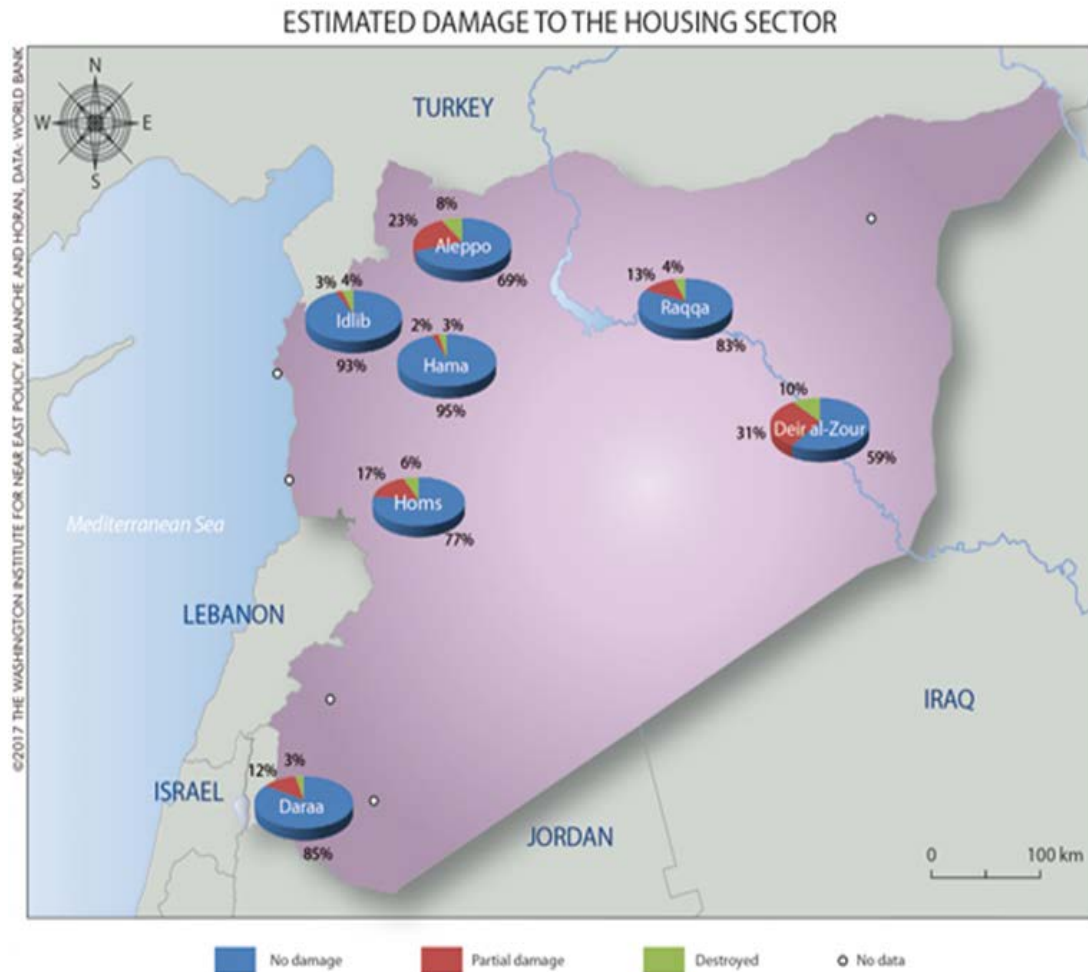 ESTIMATED DAMAGE TO THE HOUSING SECTOR
©2017 THE WASHINGTON INSTITUTE FOR NEAR EAST POLICY. BALANCHE AND HORAN, DATA: WORLD BANK
N
W
E
S
TURKEY
8%
23%
Aleppo
69%
3%
4%
Idlib
93%
13%
4%
Raqqa
83%
2%
3%
Hama
95%
10%
31%
Deir al-Zour
59%
17%
6%
Homs
77%
Mediterranean Sea
LEBANON
IRAQ
12%
3%
ISRAEL
Daraa
85%
JORDAN
0
100 km
No damage
Partial damage
Destroyed
No data